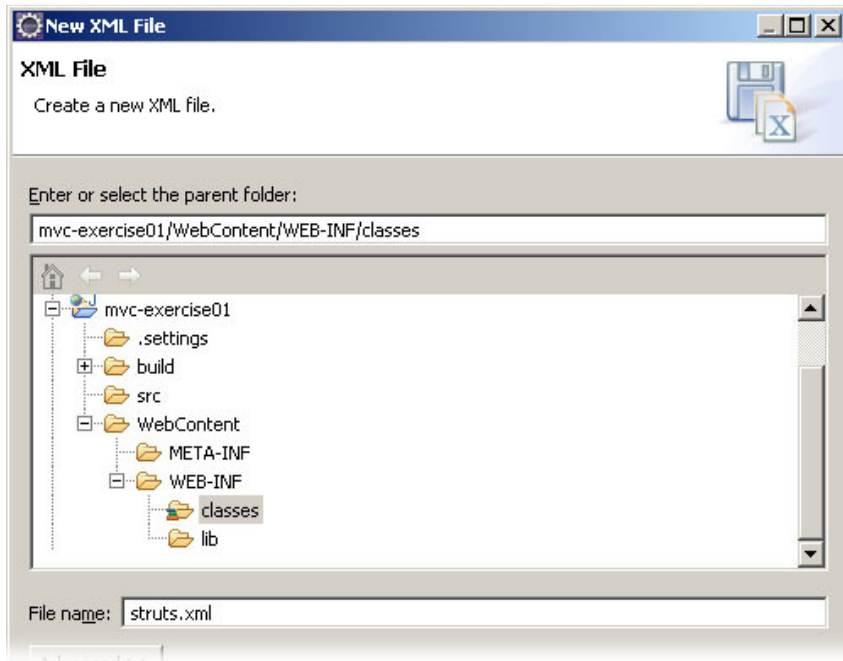 New XML File
XML File
Create a new XML file.
Enter or select the parent folder:
mvc-exercise01/WebContent/WEB-INF/classes
mvc-exercise01
.settings
build
src
WebContent
META-INF
WEB-INF
classes
lib
File name: struts.xml